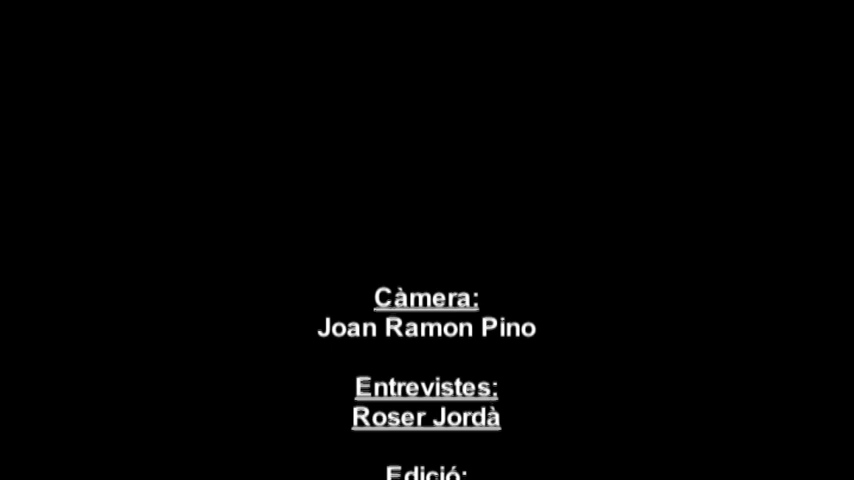 Càmera:
Joan Ramon Pino
Entrevistes:
Roser Jordà
Edició: